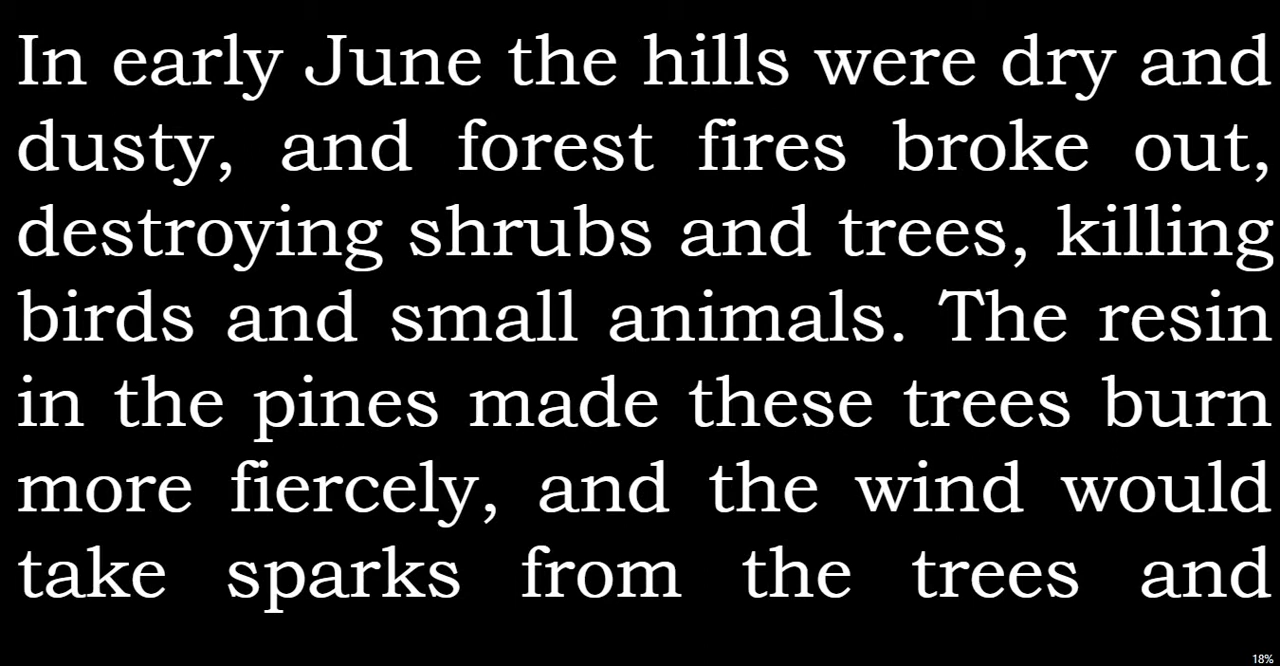 In early June the hills were dry and
dusty, and forest fires broke out,
destroying shrubs and trees, killing
birds and small animals. The resin
in the pines made these trees burn
more fiercely, and the wind would
take sparks from the trees and
18%